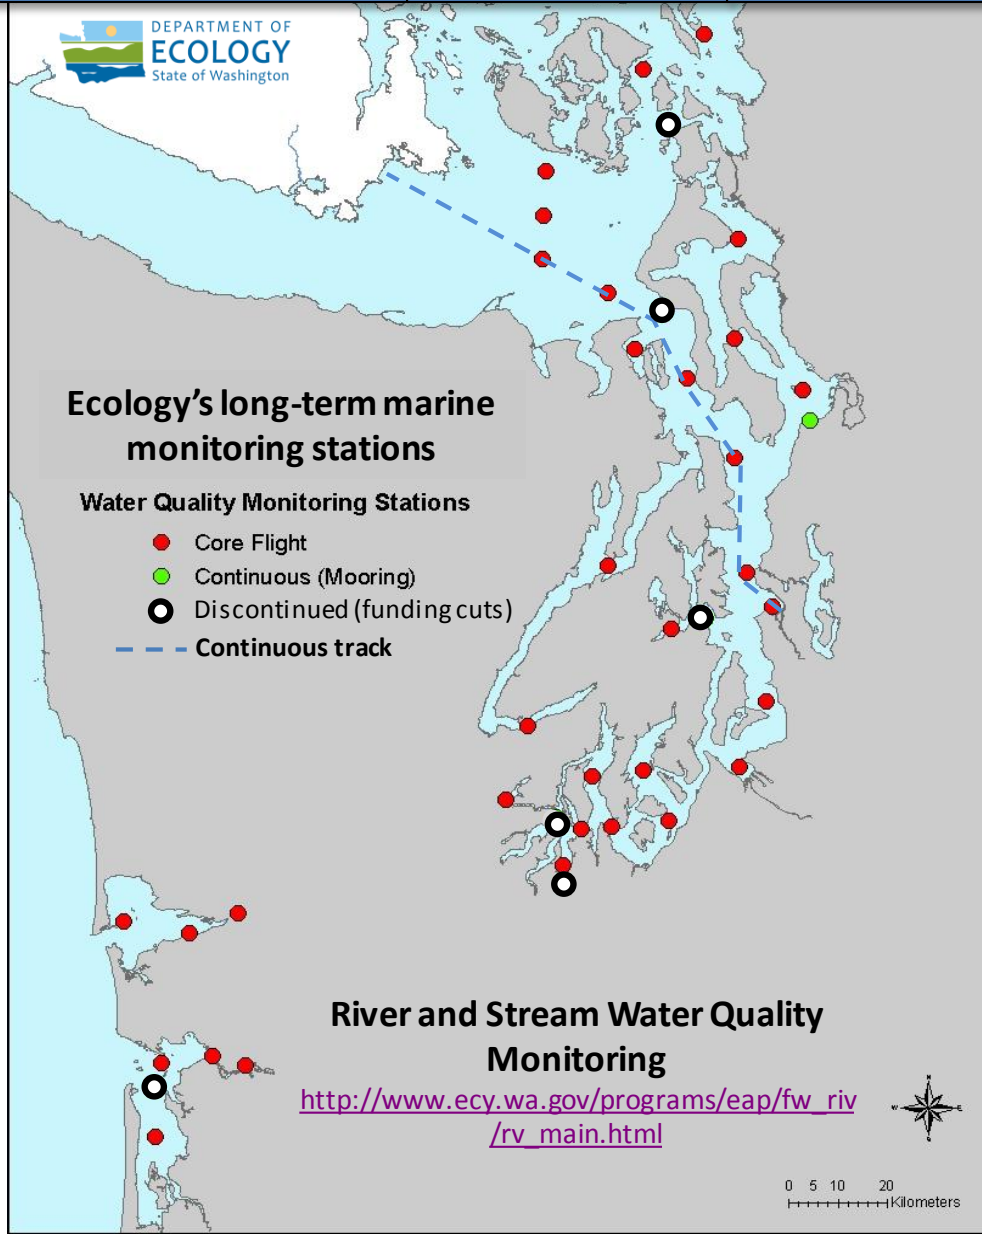 DEPARTMENT OF
ECOLOGY
State of Washington
Ecology's long-term marine
monitoring stations
Water Quality Monitoring Stations
Core Flight
Continuous (Mooring)
Discontinued (funding cuts)
Continuous track
River and Stream Water Quality
Monitoring
http://www.ecy.wa.gov/programs/eap/fw_riv
/rv_main.html
N
W E
S
0 5 10 20
Kilometers